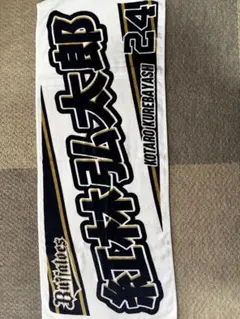 Buffaloes
紅林弘太郎
KOTARO KUREBAYASHI
24